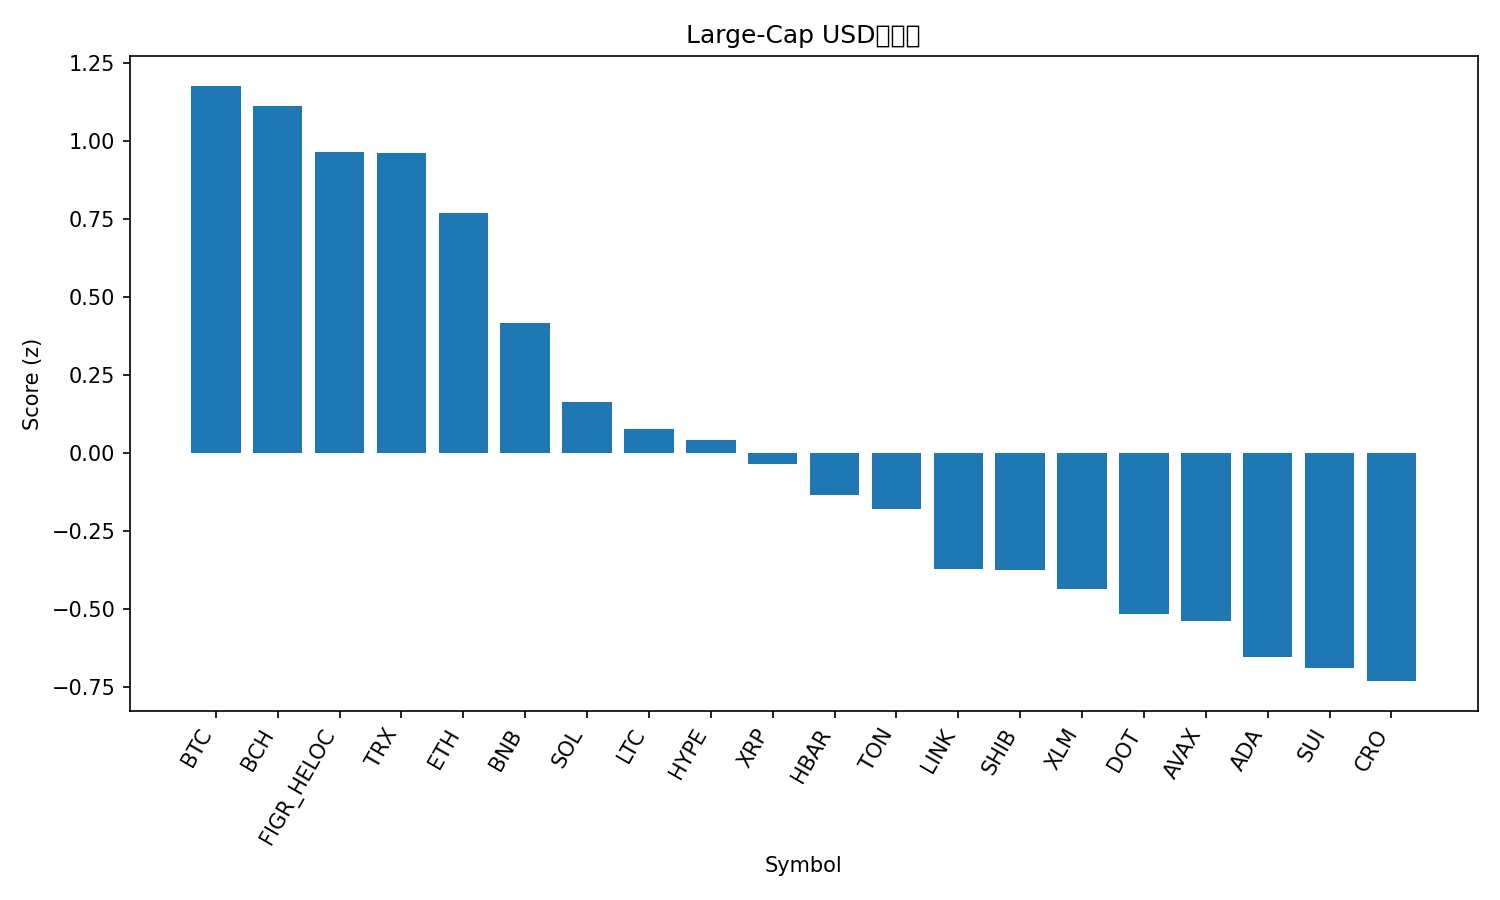 Large-Cap USD
1.25
1.00
0.75
0.50
0.25
0.00
−0.25
−0.50
−0.75
Score (z)
BTC
BCH
FIGR_HELOC
TRX
ETH
BNB
SOL
LTC
HYPE
XRP
HBAR
TON
LINK
SHIB
XLM
DOT
AVAX
ADA
SUI
CRO
Symbol